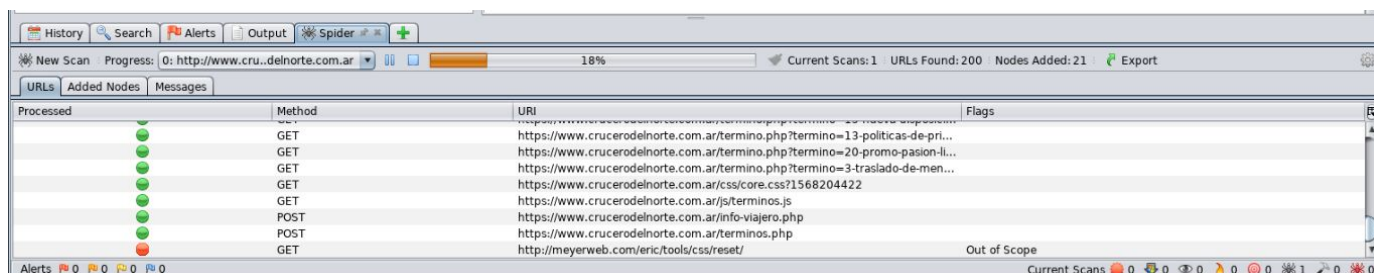 History Search Alerts Output Spider
New Scan Progress: 0: http://www.cru..delnorte.com.ar 18% Current Scans: 1 URLs Found: 200 Nodes Added: 21 Export
URLs Added Nodes Messages
Processed Method URI Flags
GET https://www.crucerodelnorte.com.ar/termino.php?termino=13-politicas-de-pri...
GET https://www.crucerodelnorte.com.ar/termino.php?termino=20-promo-pasion-li...
GET https://www.crucerodelnorte.com.ar/termino.php?termino=3-traslado-de-men...
GET https://www.crucerodelnorte.com.ar/css/core.css?1568204422
GET https://www.crucerodelnorte.com.ar/js/terminos.js
POST https://www.crucerodelnorte.com.ar/info-viajero.php
POST https://www.crucerodelnorte.com.ar/terminos.php
GET http://meyerweb.com/eric/tools/css/reset/ Out of Scope
Alerts 0 0 0 0 Current Scans 0 0 0 0 0 1 0 0